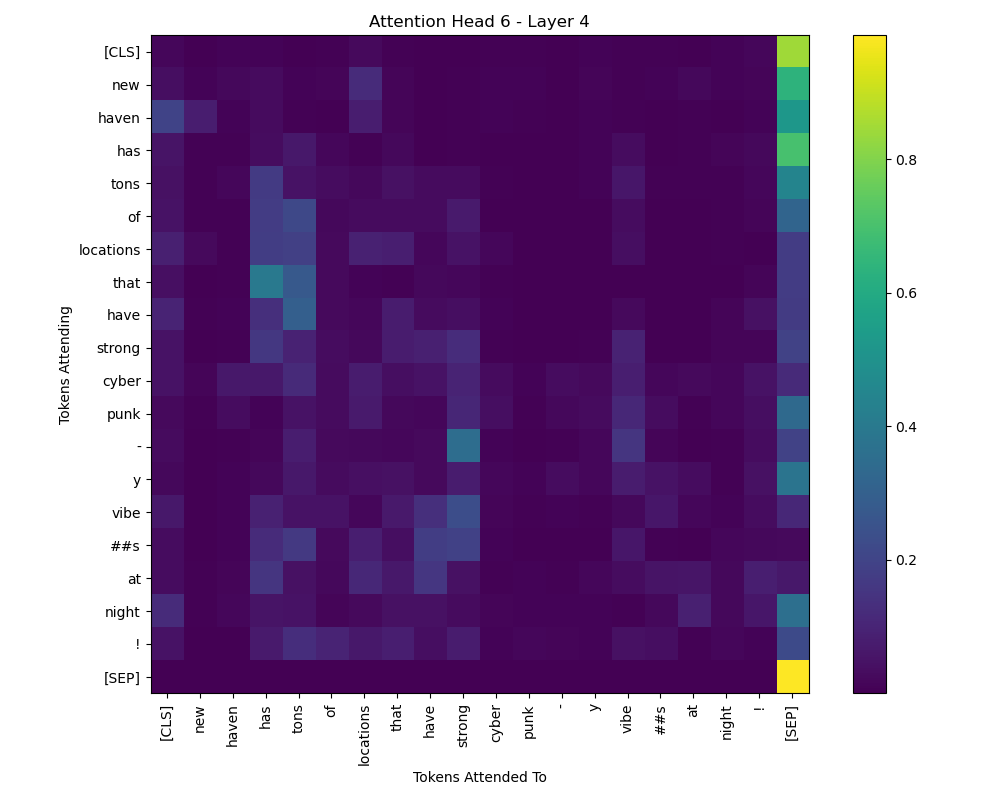 Attention Head 6 - Layer 4
[CLS]
new
haven
has
tons
of
locations
that
have
strong
cyber
punk
-
y
vibe
##s
at
night
!
[SEP]
Tokens Attending
[CLS]
new
haven
has
tons
of
locations
that
have
strong
cyber
punk
-
y
vibe
##s
at
night
!
[SEP]
Tokens Attended To
0.8
0.6
0.4
0.2